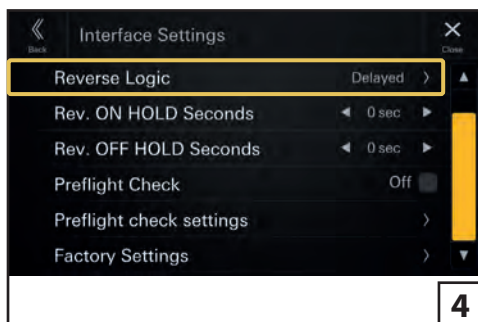 Interface Settings
Back
Close
Reverse Logic Delayed
Rev. ON HOLD Seconds 0 sec
Rev. OFF HOLD Seconds 0 sec
Preflight Check Off
Preflight check settings
Factory Settings
4